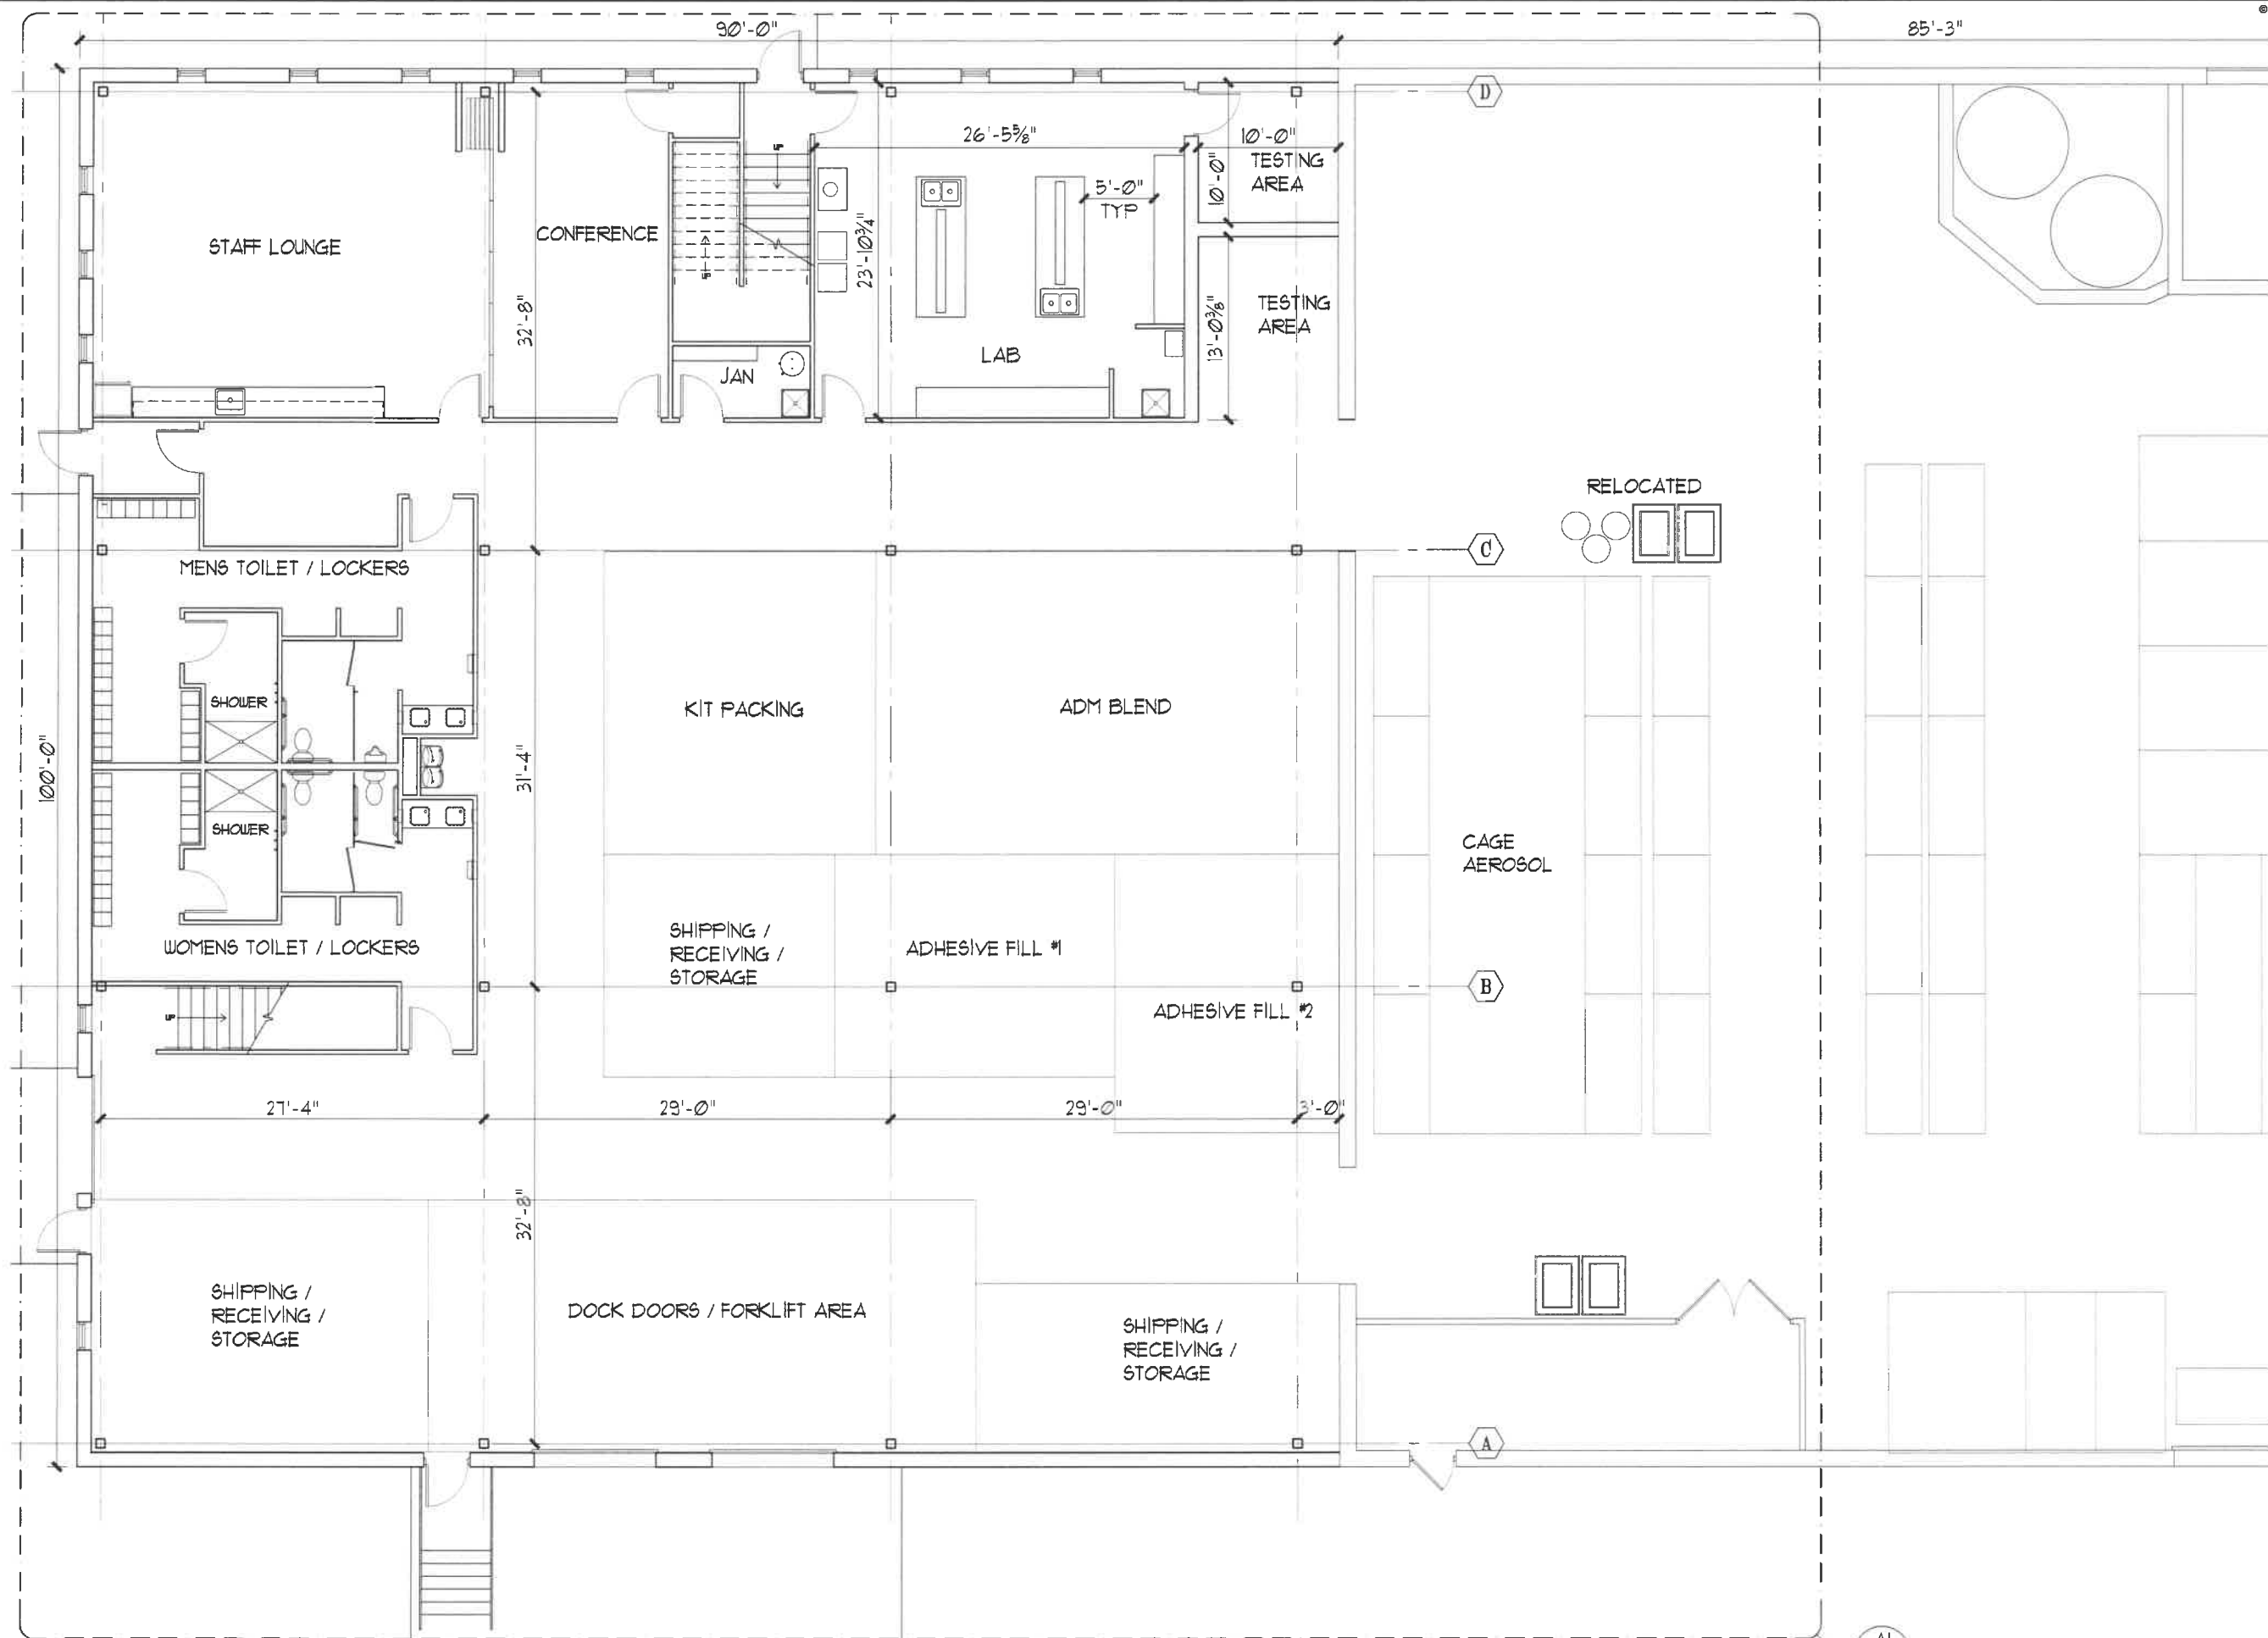 ©
90'-0"
85'-3"
D
26'-5⅝"
10'-0"
10'-0"
TESTING
AREA
5'-0"
TYP
UP
STAFF LOUNGE
CONFERENCE
23'-10¾"
UP
32'-8"
13'-0⅜"
TESTING
AREA
LAB
JAN
RELOCATED
C
MENS TOILET / LOCKERS
SHOWER
KIT PACKING
ADM BLEND
100'-0"
31'-4"
SHOWER
CAGE
AEROSOL
SHIPPING /
RECEIVING /
STORAGE
ADHESIVE FILL #1
WOMENS TOILET / LOCKERS
B
ADHESIVE FILL #2
UP
27'-4"
29'-0"
29'-0"
3'-0"
32'-8"
SHIPPING /
RECEIVING /
STORAGE
DOCK DOORS / FORKLIFT AREA
SHIPPING /
RECEIVING /
STORAGE
A
A1